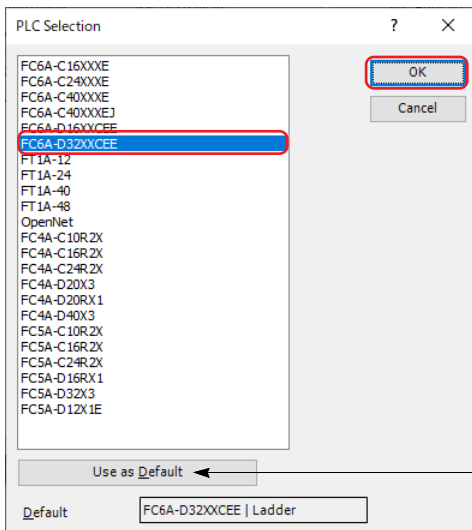 PLC Selection
? ×
FC6A-C16XXXE
FC6A-C24XXXE
FC6A-C40XXXE
FC6A-C40XXXEJ
FC6A-D16XXCEE
FC6A-D32XXCEE
FT1A-12
FT1A-24
FT1A-40
FT1A-48
OpenNet
FC4A-C10R2X
FC4A-C16R2X
FC4A-C24R2X
FC4A-D20X3
FC4A-D20RX1
FC4A-D40X3
FC5A-C10R2X
FC5A-C16R2X
FC5A-C24R2X
FC5A-D16RX1
FC5A-D32X3
FC5A-D12X1E
OK
Cancel
Use as Default
Default FC6A-D32XXCEE | Ladder